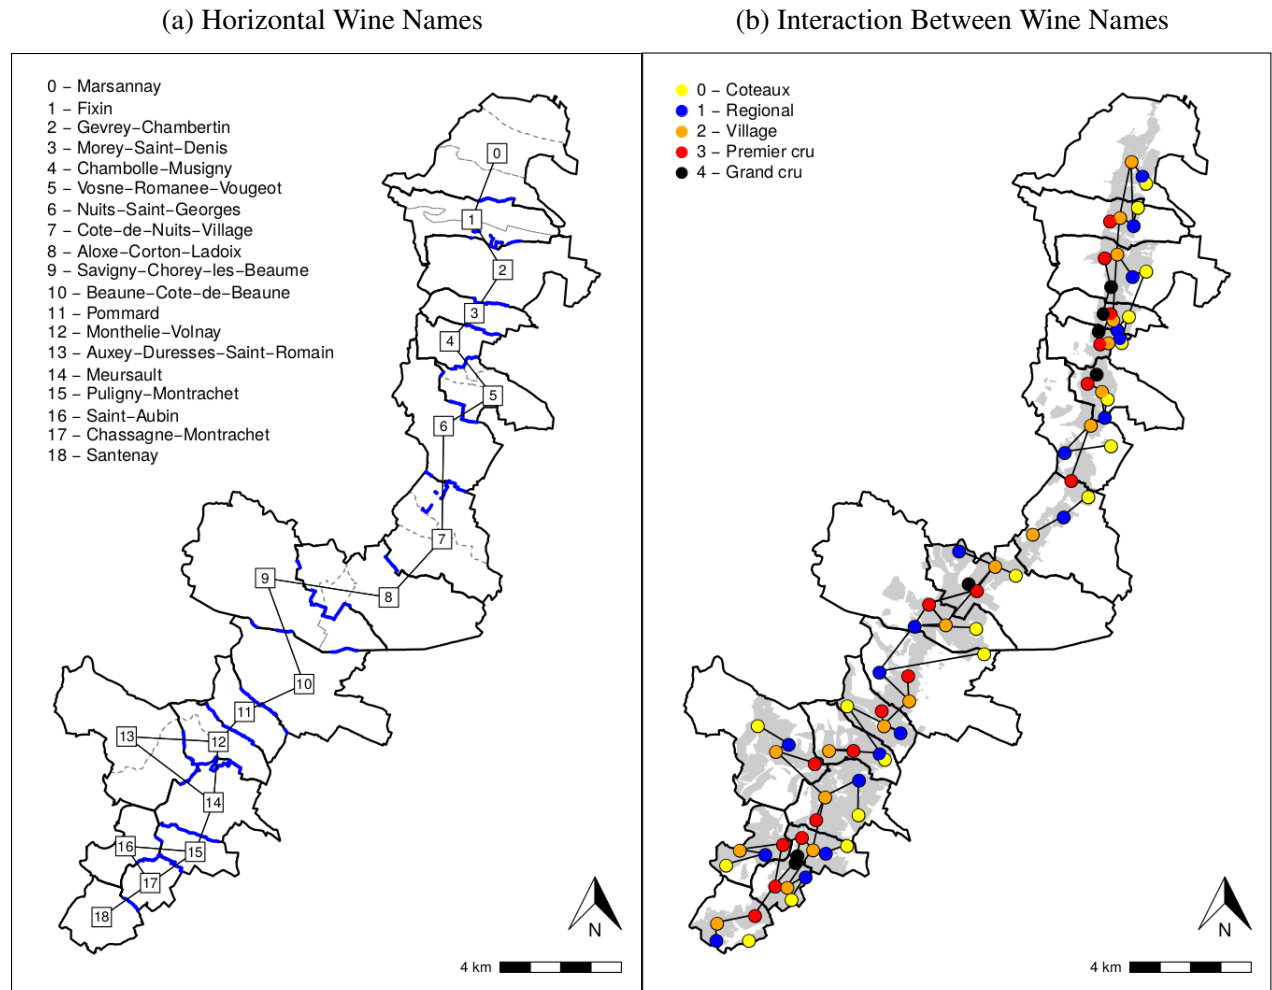 (a) Horizontal Wine Names
0 − Marsannay
1 − Fixin
2 − Gevrey−Chambertin
3 − Morey−Saint−Denis
4 − Chambolle−Musigny
5 − Vosne−Romanee−Vougeot
6 − Nuits−Saint−Georges
7 − Cote−de−Nuits−Village
8 − Aloxe−Corton−Ladoix
9 − Savigny−Chorey−les−Beaume
10 − Beaune−Cote−de−Beaune
11 − Pommard
12 − Monthelie−Volnay
13 − Auxey−Duresses−Saint−Romain
14 − Meursault
15 − Puligny−Montrachet
16 − Saint−Aubin
17 − Chassagne−Montrachet
18 − Santenay
0
1
2
3
4
5
6
7
9
8
10
11
13
12
14
16
15
17
18
N
4 km
(b) Interaction Between Wine Names
0 − Coteaux
1 − Regional
2 − Village
3 − Premier cru
4 − Grand cru
N
4 km